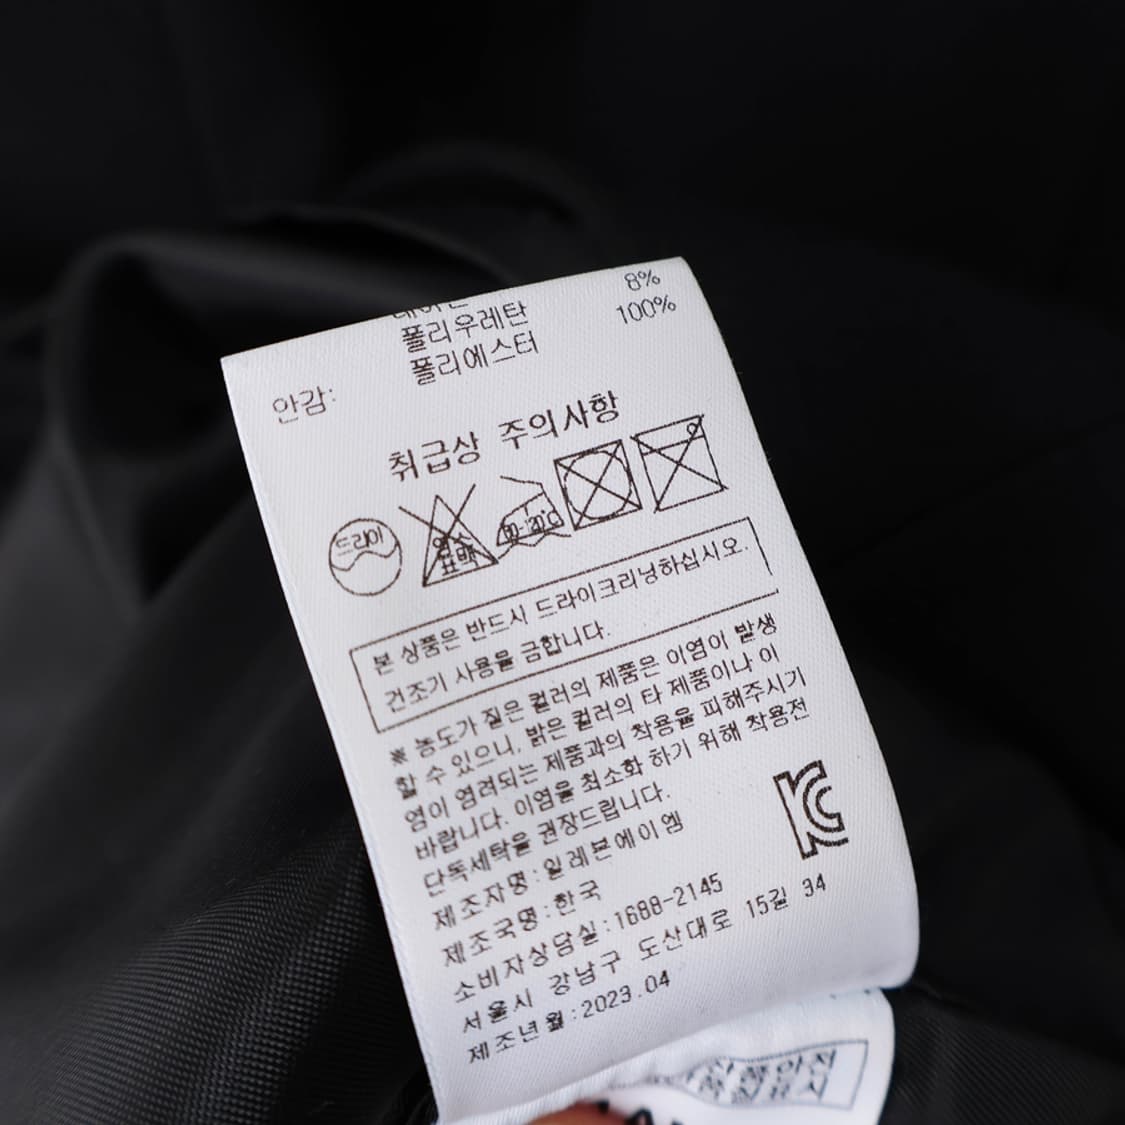 8%
폴리우레탄 100%
폴리에스터
안감:
취급상 주의사항
드라이
염소
표백
본 상품은 반드시 드라이크리닝하십시오.
건조기 사용을 금합니다.
※ 농도가 짙은 컬러의 제품은 이염이 발생
할 수 있으니, 밝은 컬러의 타 제품이나 이
염이 염려되는 제품과의 착용을 피해주시기
바랍니다. 이염을 최소화 하기 위해 착용전
단독세탁을 권장드립니다.
제조자명:일레븐에이엠
제조국명:한국
소비자상담실:1688-2145
서울시 강남구 도산대로 15길 34
제조년월:2023.04